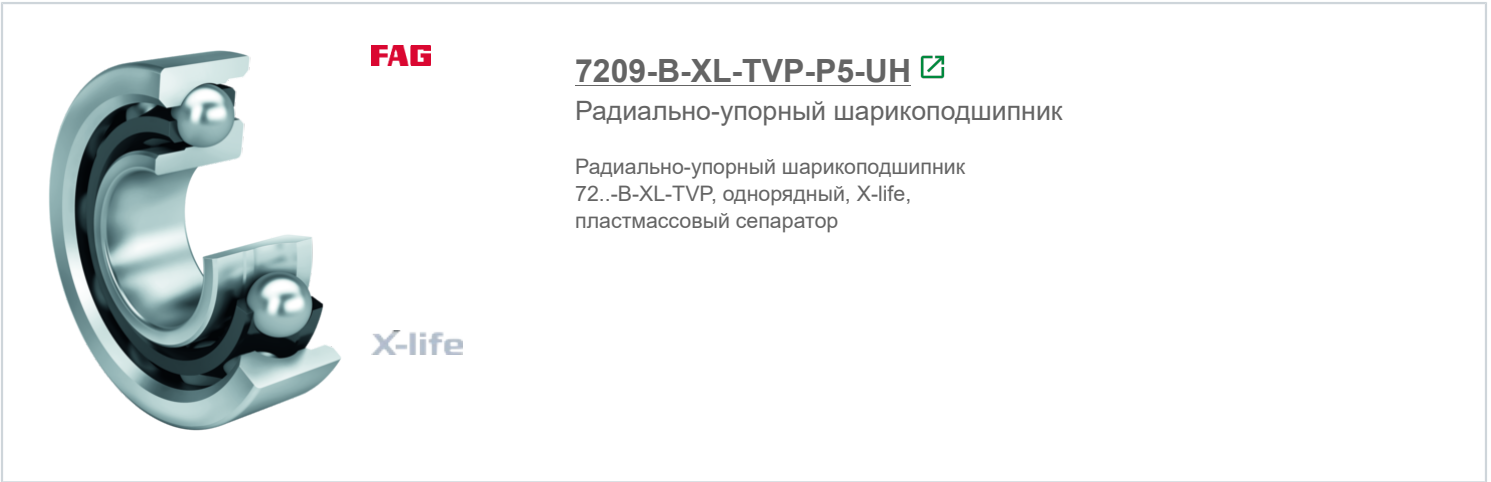 FAG
7209-B-XL-TVP-P5-UH
Радиально-упорный шарикоподшипник
Радиально-упорный шарикоподшипник
72..-B-XL-TVP, однорядный, X-life,
пластмассовый сепаратор
X-life